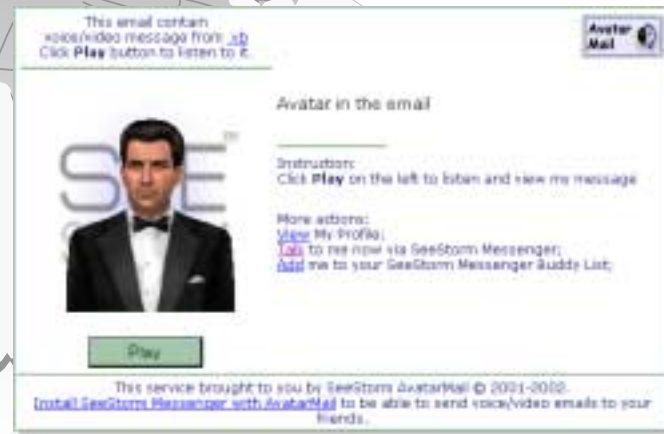 This email contain
voice/video message from vb
Click Play button to listen to it.
Avatar Mail
Avatar in the email
Instruction:
Click Play on the left to listen and view my message
More actions:
View My Profile;
Talk to me now via SeeStorm Messenger;
Add me to your SeeStorm Messenger Buddy List;
Play
This service brought to you by SeeStorm AvatarMail © 2001-2002.
Install SeeStorm Messenger with AvatarMail to be able to send voice/video emails to your
friends.